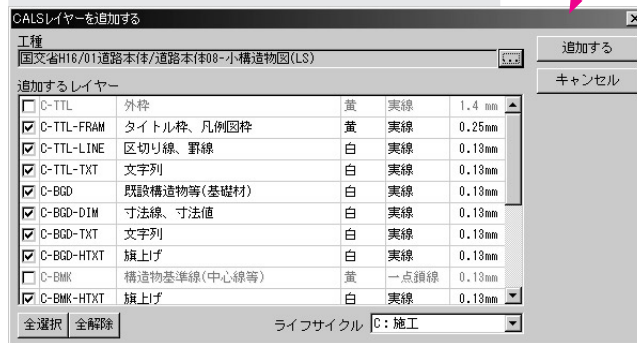 CALSレイヤーを追加する
工種
国交省H16/01道路本体/道路本体08-小構造物図(LS)
...
追加する
キャンセル
追加するレイヤー
C-TTL 外枠 黄 実線 1.4 mm
C-TTL-FRAM タイトル枠、凡例図枠 黄 実線 0.25mm
C-TTL-LINE 区切り線、罫線 白 実線 0.13mm
C-TTL-TXT 文字列 白 実線 0.13mm
C-BGD 既設構造物等(基礎材) 白 実線 0.13mm
C-BGD-DIM 寸法線、寸法値 白 実線 0.13mm
C-BGD-TXT 文字列 白 実線 0.13mm
C-BGD-HTXT 旗上げ 白 実線 0.13mm
C-BMK 構造物基準線(中心線等) 黄 一点鎖線 0.13mm
C-BMK-HTXT 旗上げ 白 実線 0.13mm
全選択 全解除 ライフサイクル C:施工